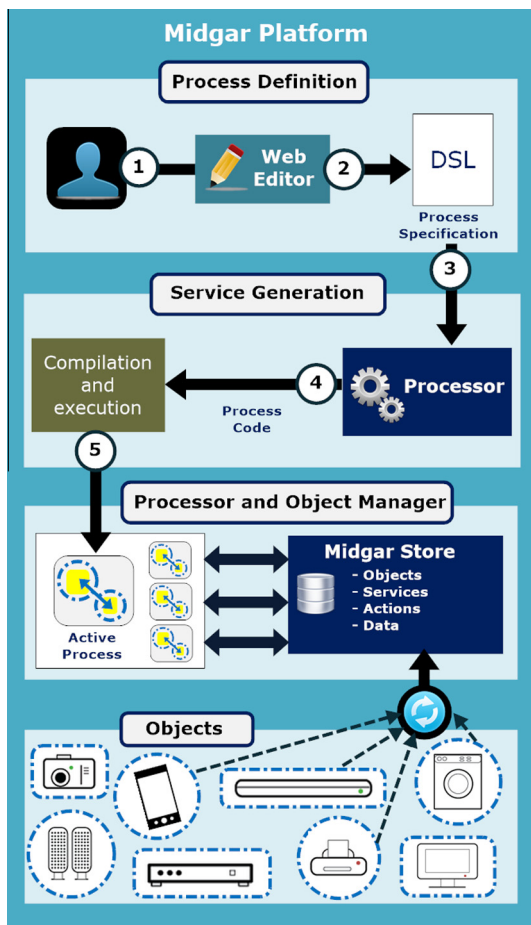 Midgar Platform
Process Definition
1
Web
Editor
2
DSL
Process
Specification
3
Service Generation
Compilation
and
execution
4
Process
Code
Processor
5
Processor and Object Manager
Active
Process
Midgar Store
- Objects
- Services
- Actions
- Data
Objects